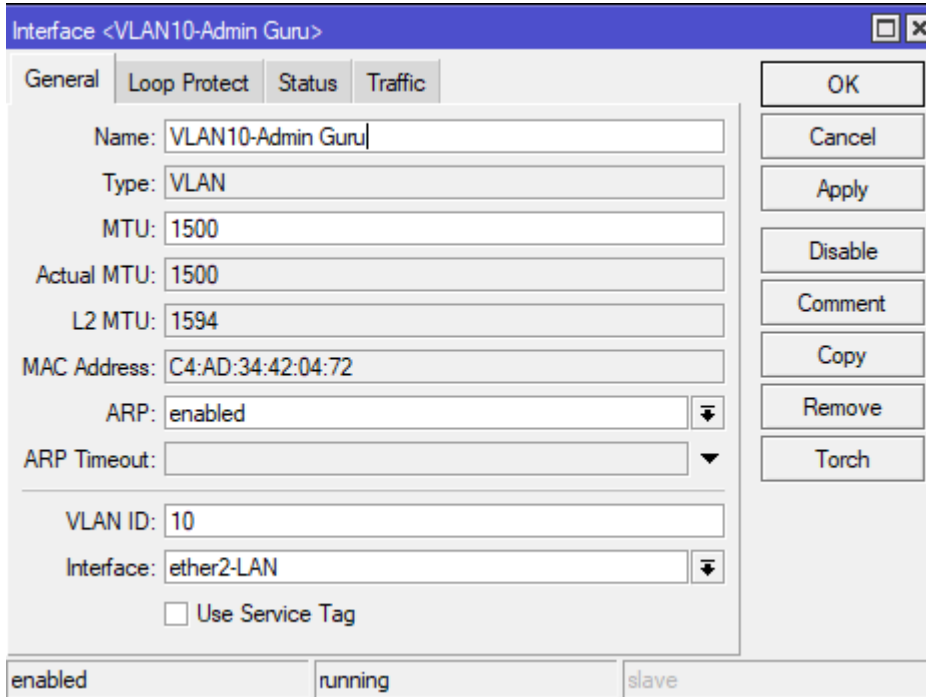 Interface <VLAN10-Admin Guru>
General Loop Protect Status Traffic
OK
Name: VLAN10-Admin Guru
Cancel
Type: VLAN
Apply
MTU: 1500
Actual MTU: 1500
Disable
L2 MTU: 1594
Comment
MAC Address: C4:AD:34:42:04:72
Copy
ARP: enabled
Remove
ARP Timeout:
Torch
VLAN ID: 10
Interface: ether2-LAN
Use Service Tag
enabled running slave